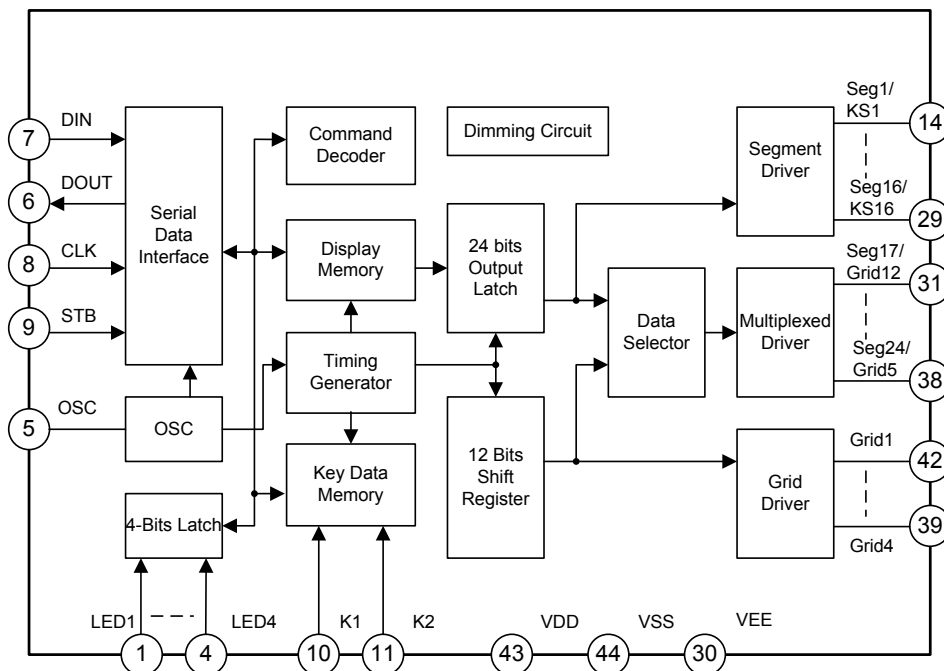 Seg1/
KS1
14
Seg16/
KS16
29
DIN
7
DOUT
6
CLK
8
STB
9
OSC
5
Serial
Data
Interface
Command
Decoder
Dimming Circuit
Segment
Driver
Display
Memory
24 bits
Output
Latch
Seg17/
Grid12
31
Timing
Generator
Data
Selector
Multiplexed
Driver
Seg24/
Grid5
38
OSC
Key Data
Memory
12 Bits
Shift
Register
Grid
Driver
Grid1
42
39
Grid4
4-Bits Latch
LED1
1
LED4
4
K1
10
K2
11
VDD
43
VSS
44
VEE
30